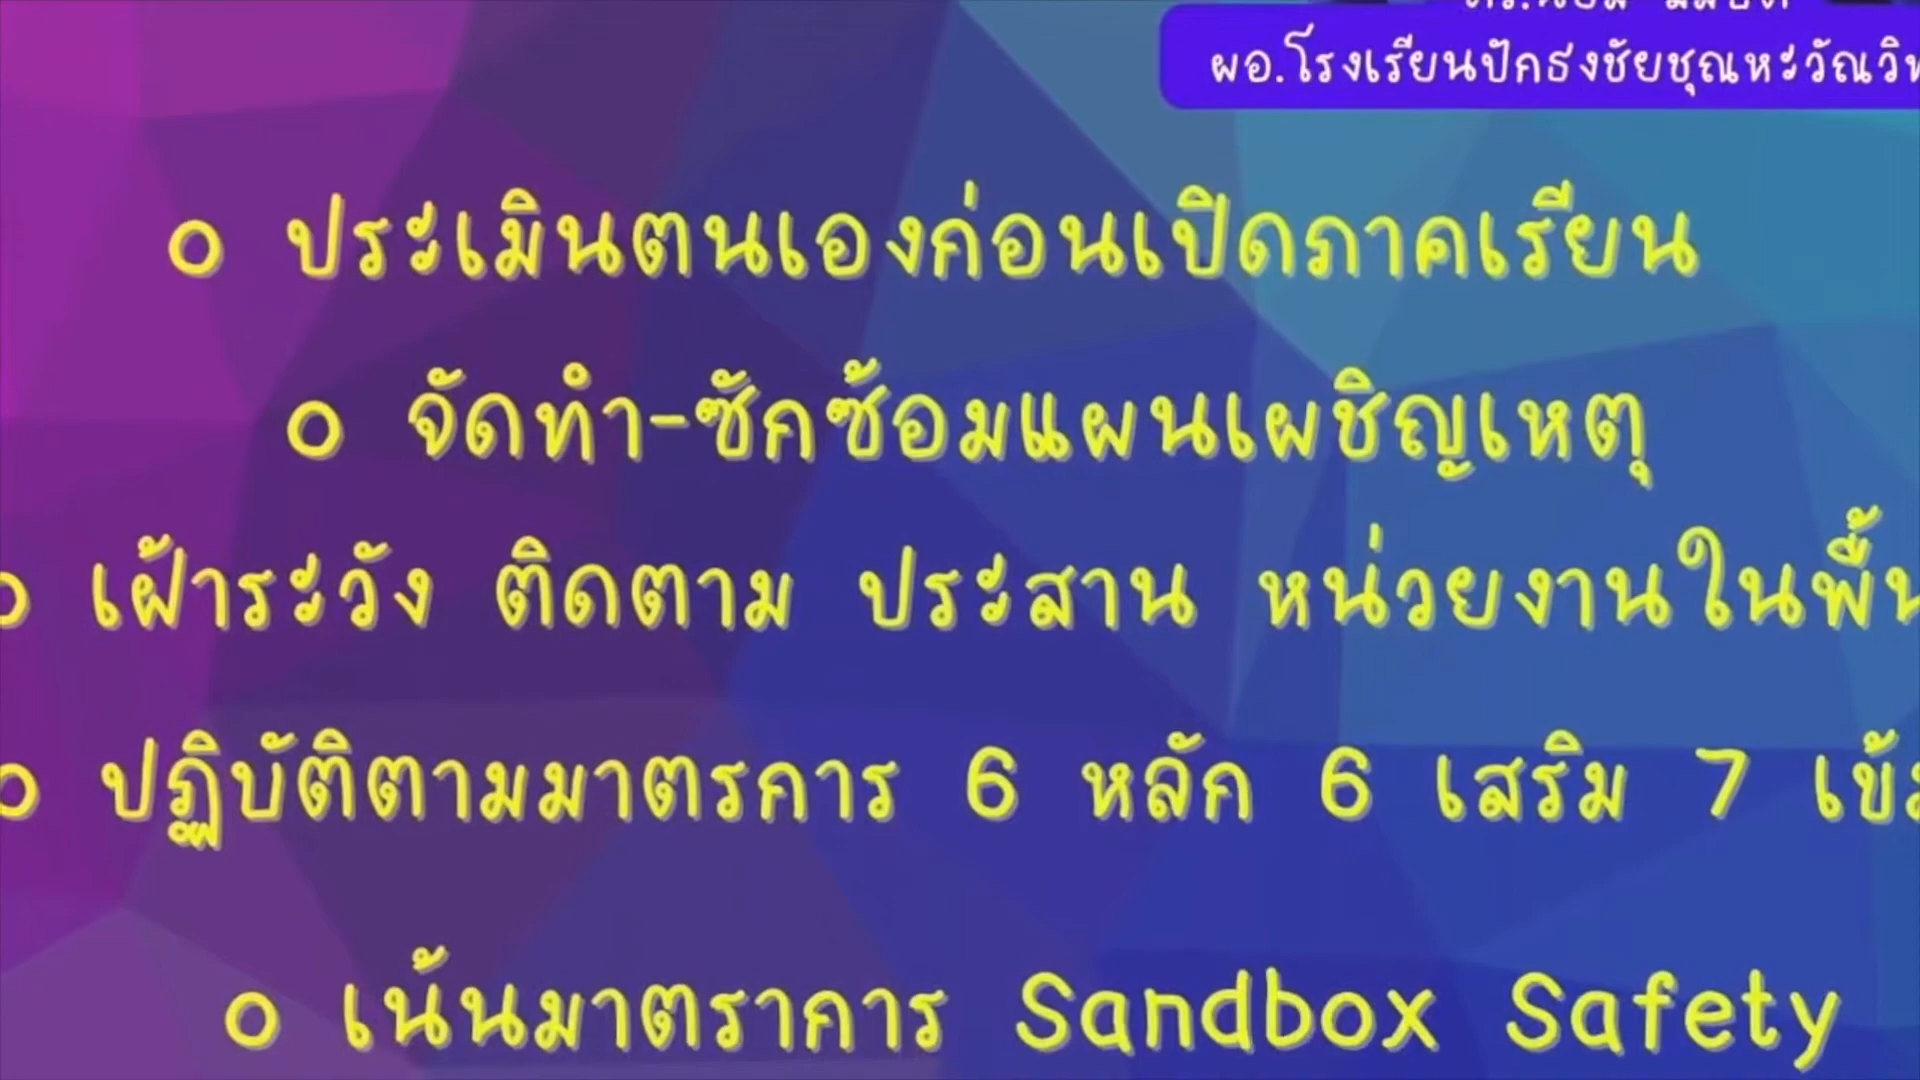 ผอ.โรงเรียนปักธงชัยชุณหะวัณวิ
o ประเมินตนเองก่อนเปิดภาคเรียน
o จัดทำ-ซักซ้อมแผนเผชิญเหตุ
o เฝ้าระวัง ติดตาม ประสาน หน่วยงานในพื้น
o ปฏิบัติตามมาตรการ 6 หลัก 6 เสริม 7 เข้ม
o เน้นมาตราการ Sandbox Safety